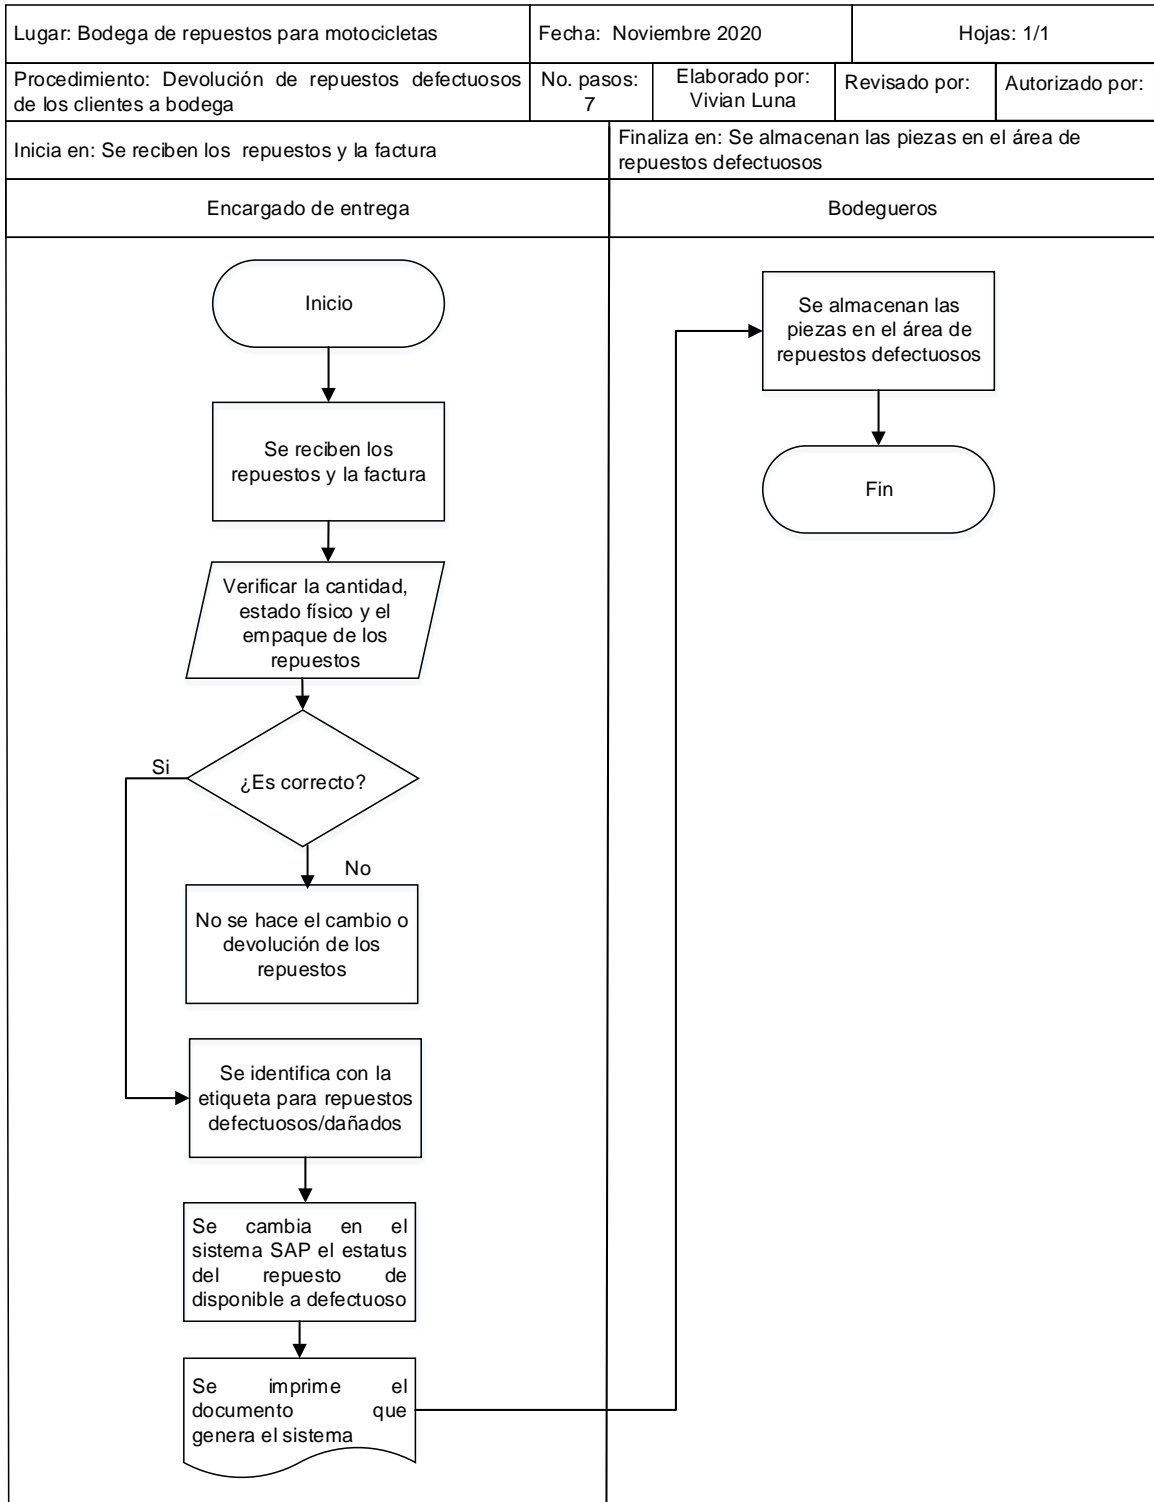 Lugar: Bodega de repuestos para motocicletas
Fecha: Noviembre 2020
Hojas: 1/1
Procedimiento: Devolución de repuestos defectuosos
de los clientes a bodega
No. pasos:
7
Elaborado por:
Vivian Luna
Revisado por:
Autorizado por:
Inicia en: Se reciben los repuestos y la factura
Finaliza en: Se almacenan las piezas en el área de
repuestos defectuosos
Encargado de entrega
Bodegueros
Inicio
Se reciben los
repuestos y la factura
Verificar la cantidad,
estado físico y el
empaque de los
repuestos
¿Es correcto?
Si
No
No se hace el cambio o
devolución de los
repuestos
Se identifica con la
etiqueta para repuestos
defectuosos/dañados
Se cambia en el
sistema SAP el estatus
del repuesto de
disponible a defectuoso
Se imprime el
documento que
genera el sistema
Se almacenan las
piezas en el área de
repuestos defectuosos
Fin